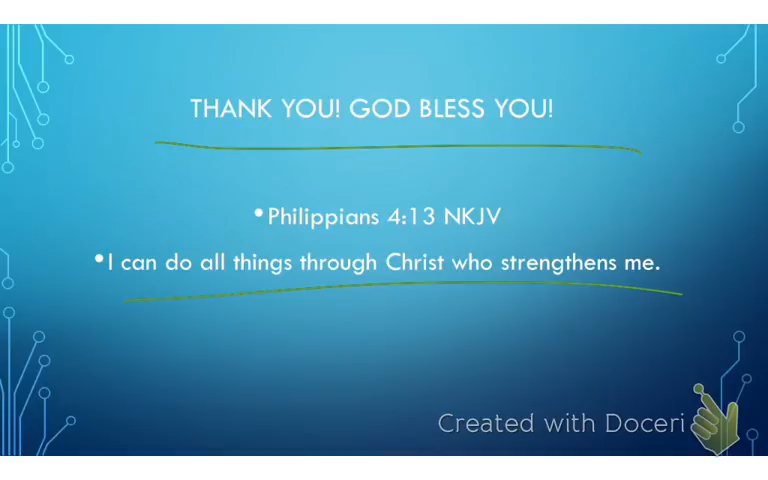 THANK YOU! GOD BLESS YOU!
•Philippians 4:13 NKJV
•I can do all things through Christ who strengthens me.
Created with Doceri